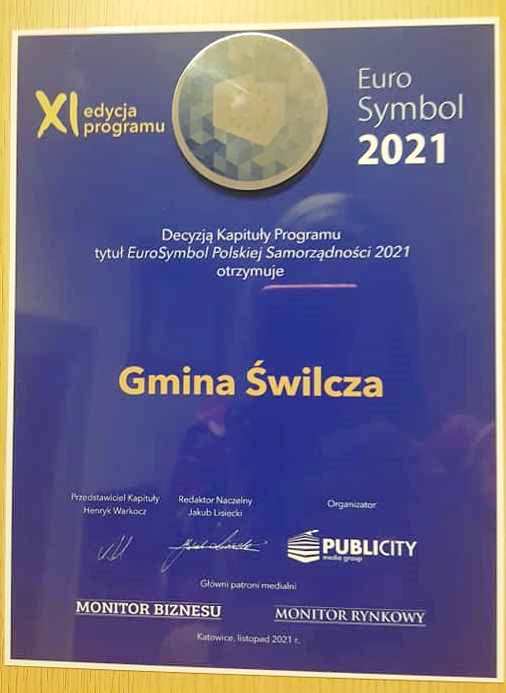 XI edycja
programu
Euro
Symbol
2021
Decyzją Kapituły Programu
tytuł EuroSymbol Polskiej Samorządności 2021
otrzymuje
Gmina Świlcza
Przedstawiciel Kapituły
Henryk Warkocz
Redaktor Naczelny
Jakub Lisiecki
Organizator
PUBLICITY
media group
Główni patroni medialni
MONITOR BIZNESU
MONITOR RYNKOWY
Katowice, listopad 2021 r.